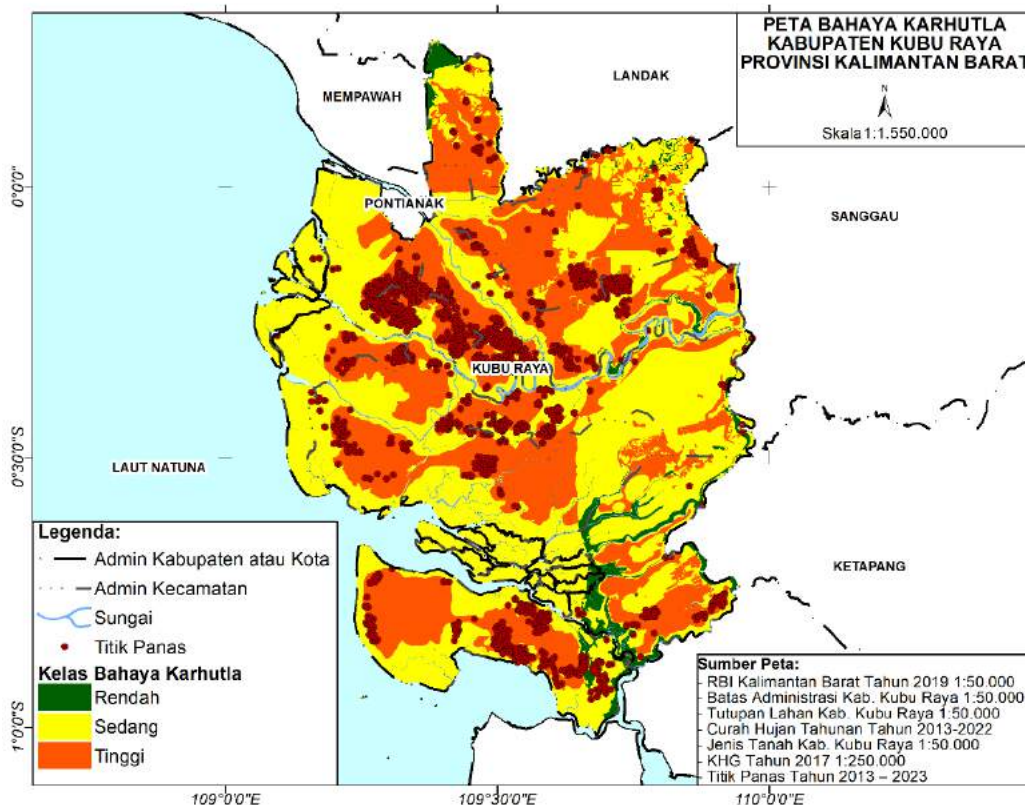 PETA BAHAYA KARHUTLA
KABUPATEN KUBU RAYA
PROVINSI KALIMANTAN BARAT
N
Skala 1:1.550.000
MEMPAWAH
LANDAK
PONTIANAK
SANGGAU
KUBU RAYA
LAUT NATUNA
KETAPANG
0°0'0"
0°30'0"S
1°0'0"S
Legenda:
Admin Kabupaten atau Kota
Admin Kecamatan
Sungai
Titik Panas
Kelas Bahaya Karhutla
Rendah
Sedang
Tinggi
Sumber Peta:
- RBI Kalimantan Barat Tahun 2019 1:50.000
- Batas Administrasi Kab. Kubu Raya 1:50.000
- Tutupan Lahan Kab. Kubu Raya 1:50.000
- Curah Hujan Tahunan Tahun 2013-2022
- Jenis Tanah Kab. Kubu Raya 1:50.000
- KHG Tahun 2017 1:250.000
- Titik Panas Tahun 2013 – 2023
109°0'0"E
109°30'0"E
110°0'0"E